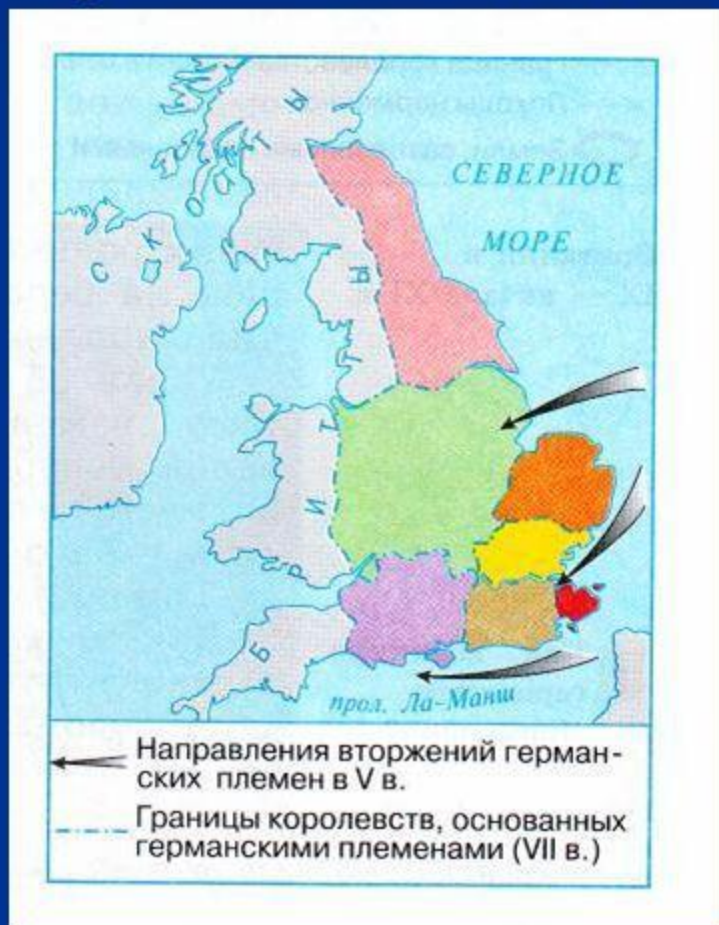 СКОТТЫ
СЕВЕРНОЕ
МОРЕ
БРИТТЫ
прол. Ла-Манш
Направления вторжений герман-
ских племен в V в.
Границы королевств, основанных
германскими племенами (VII в.)